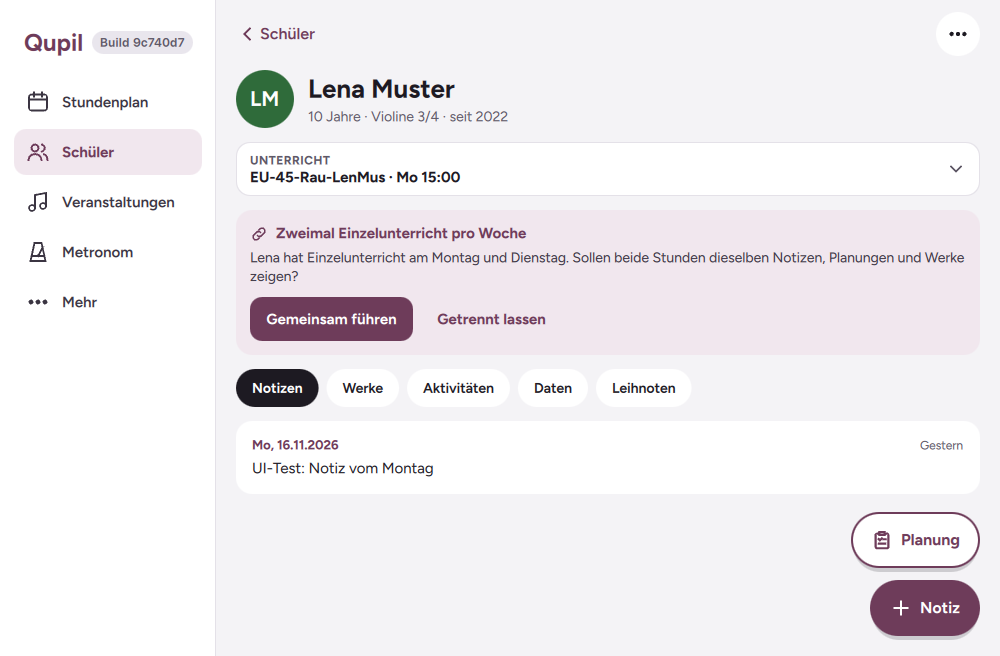 Qupil
Build 9c740d7
Stundenplan
Schüler
Veranstaltungen
Metronom
Mehr
Schüler
LM
Lena Muster
10 Jahre · Violine 3/4 · seit 2022
UNTERRICHT
EU-45-Rau-LenMus · Mo 15:00
Zweimal Einzelunterricht pro Woche
Lena hat Einzelunterricht am Montag und Dienstag. Sollen beide Stunden dieselben Notizen, Planungen und Werke
zeigen?
Gemeinsam führen
Getrennt lassen
Notizen
Werke
Aktivitäten
Daten
Leihnoten
Mo, 16.11.2026
Gestern
UI-Test: Notiz vom Montag
Planung
Notiz